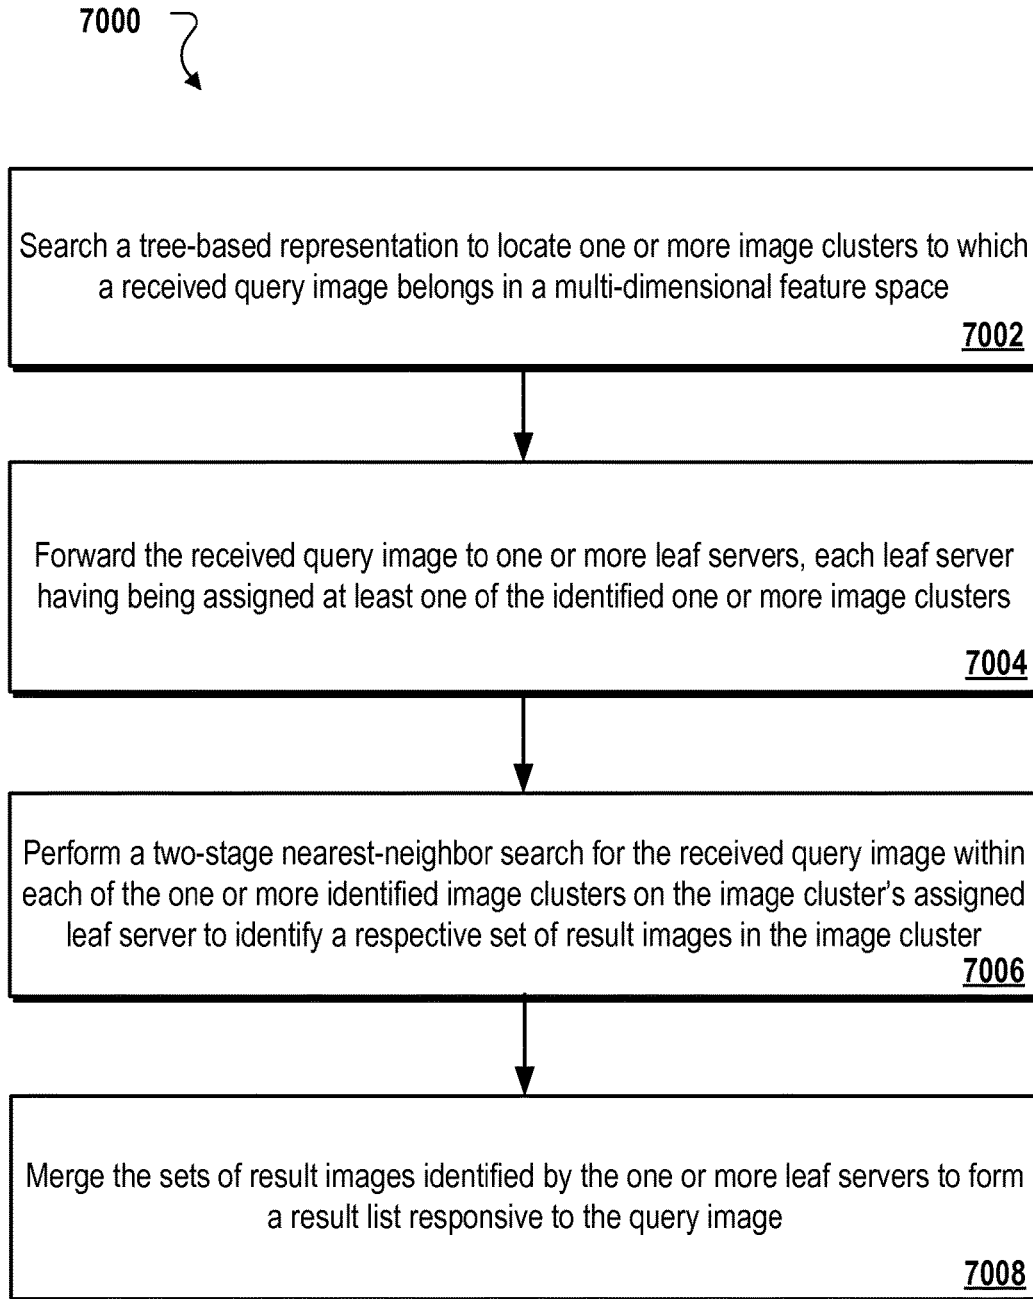 7000
Search a tree-based representation to locate one or more image clusters to which
a received query image belongs in a multi-dimensional feature space
7002
Forward the received query image to one or more leaf servers, each leaf server
having being assigned at least one of the identified one or more image clusters
7004
Perform a two-stage nearest-neighbor search for the received query image within
each of the one or more identified image clusters on the image cluster’s assigned
leaf server to identify a respective set of result images in the image cluster
7006
Merge the sets of result images identified by the one or more leaf servers to form
a result list responsive to the query image
7008